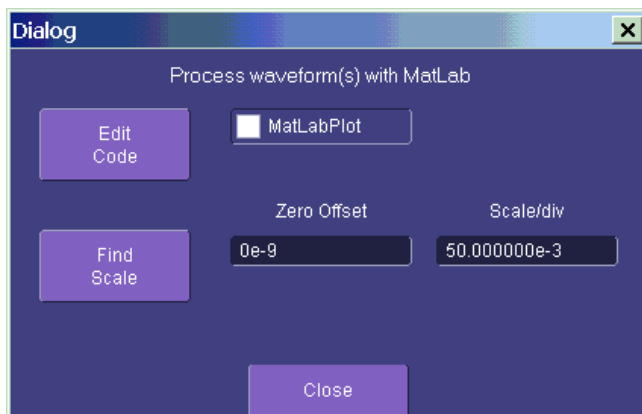 Dialog
Process waveform(s) with MatLab
Edit
Code
MatLabPlot
Zero Offset
Scale/div
Find
Scale
0e-9
50.000000e-3
Close